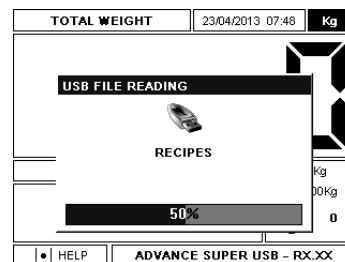 TOTAL WEIGHT 23/04/2013 07:48 Kg
USB FILE READING
RECIPES
Kg
00Kg
50%
0
HELP ADVANCE SUPER USB – RX.XX